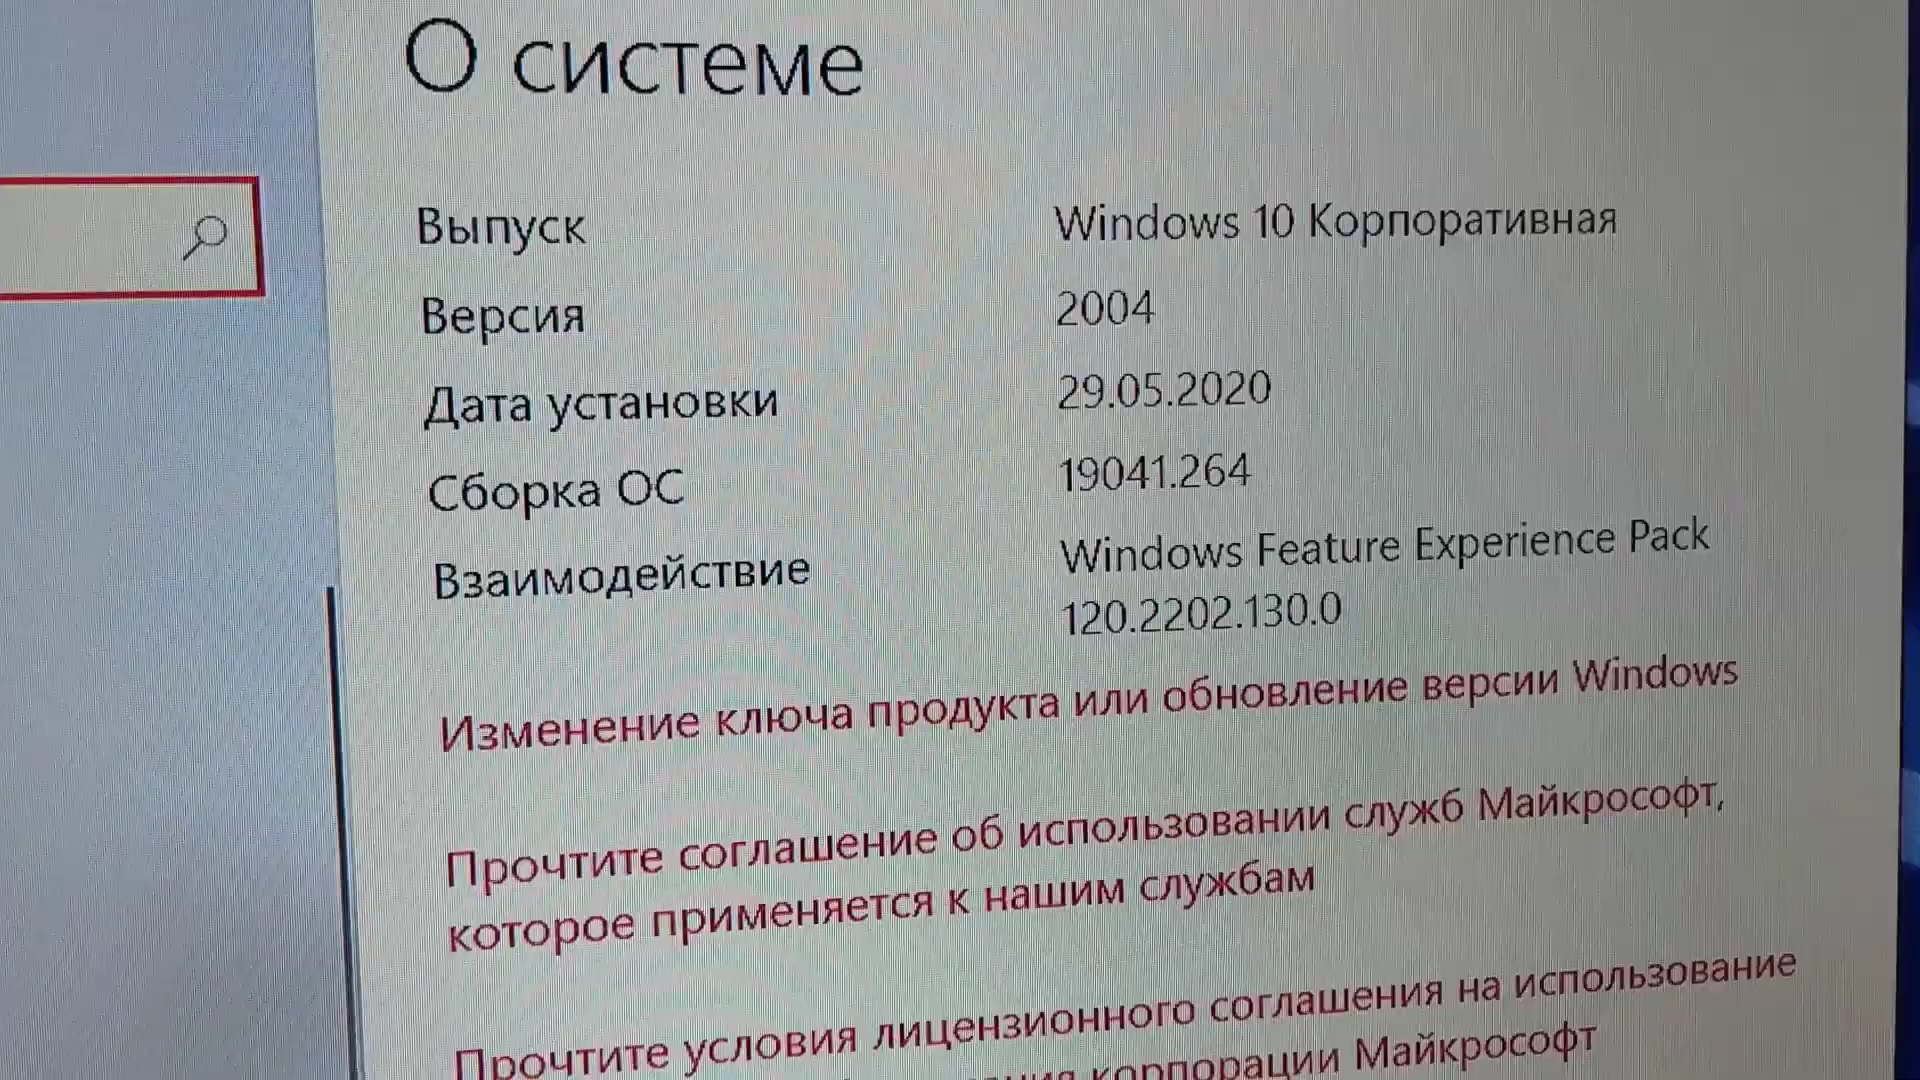 О системе
Выпуск Windows 10 Корпоративная
Версия 2004
Дата установки 29.05.2020
Сборка ОС 19041.264
Взаимодействие Windows Feature Experience Pack
120.2202.130.0
Изменение ключа продукта или обновление версии Windows
Прочтите соглашение об использовании служб Майкрософт,
которое применяется к нашим службам
Прочтите условия лицензионного соглашения на использование
корпорации Майкрософт